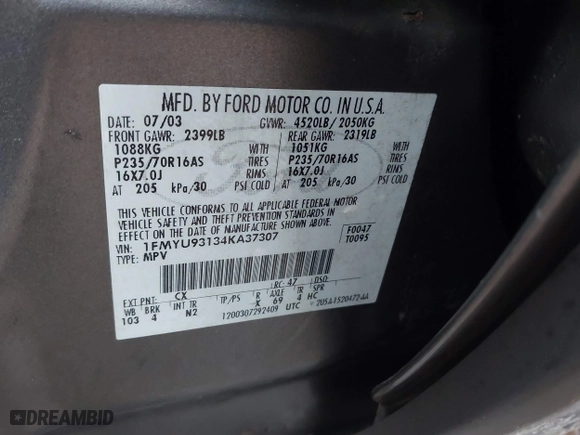 MFD. BY FORD MOTOR CO. IN U.S.A.
DATE: 07/03 GVWR: 4520LB/ 2050KG
FRONT GAWR: 2399LB REAR GAWR: 2319LB
1088KG WITH 1051KG WITH
P235/70R16AS TIRES P235/70R16AS TIRES
16X7.0J RIMS 16X7.0J RIMS
AT 205 kPa/30 PSI COLD AT 205 kPa/30 PSI COLD
THIS VEHICLE CONFORMS TO ALL APPLICABLE FEDERAL MOTOR
VEHICLE SAFETY AND THEFT PREVENTION STANDARDS IN
EFFECT ON THE DATE OF MANUFACTURE SHOWN ABOVE.
VIN: 1FMYU93134KA37307 F0047
TYPE: MPV T0095
EXT PNT: CX RC: 47 DSO:
WB BRK INT TR TP/PS R AXLE TR SPR
103 4 N2 X 69 4 HC
1200307292409 UTC
Ford
DREAMBID